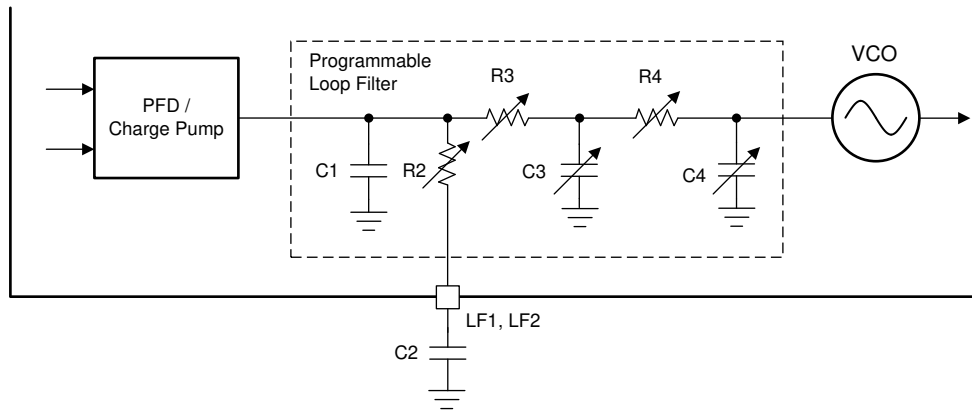 Programmable
Loop Filter
VCO
R3
R4
PFD /
Charge Pump
C1
R2
C3
C4
LF1, LF2
C2